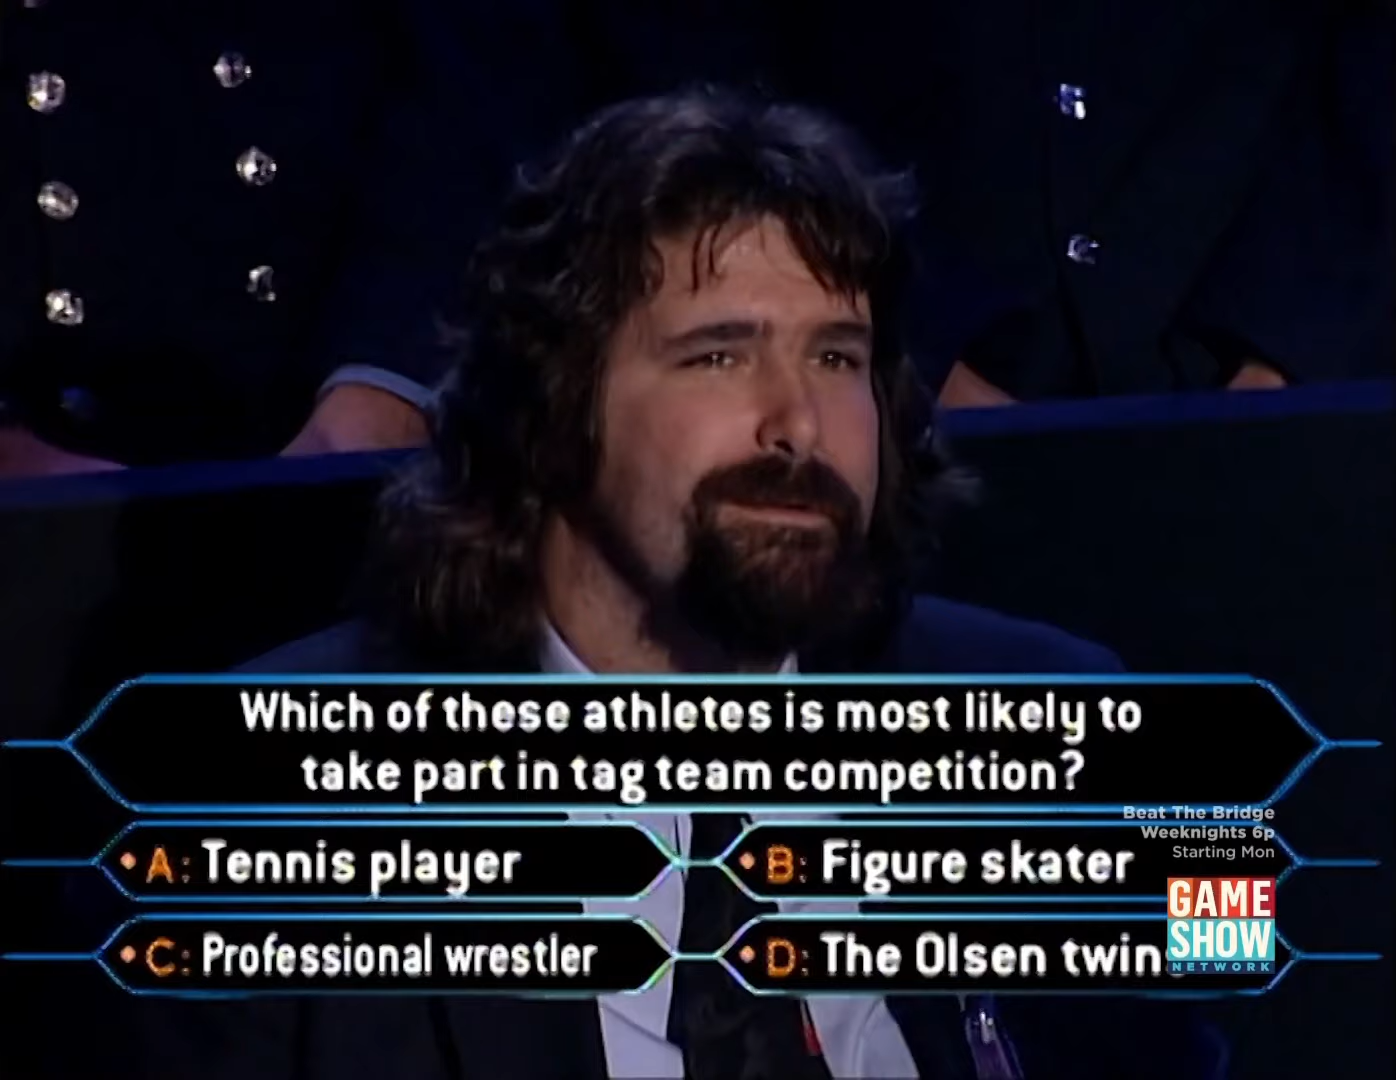 Which of these athletes is most likely to
take part in tag team competition?
Beat The Bridge
Weeknights 6p
Starting Mon
A: Tennis player
B: Figure skater
C: Professional wrestler
D: The Olsen twins
GAME
SHOW
NETWORK